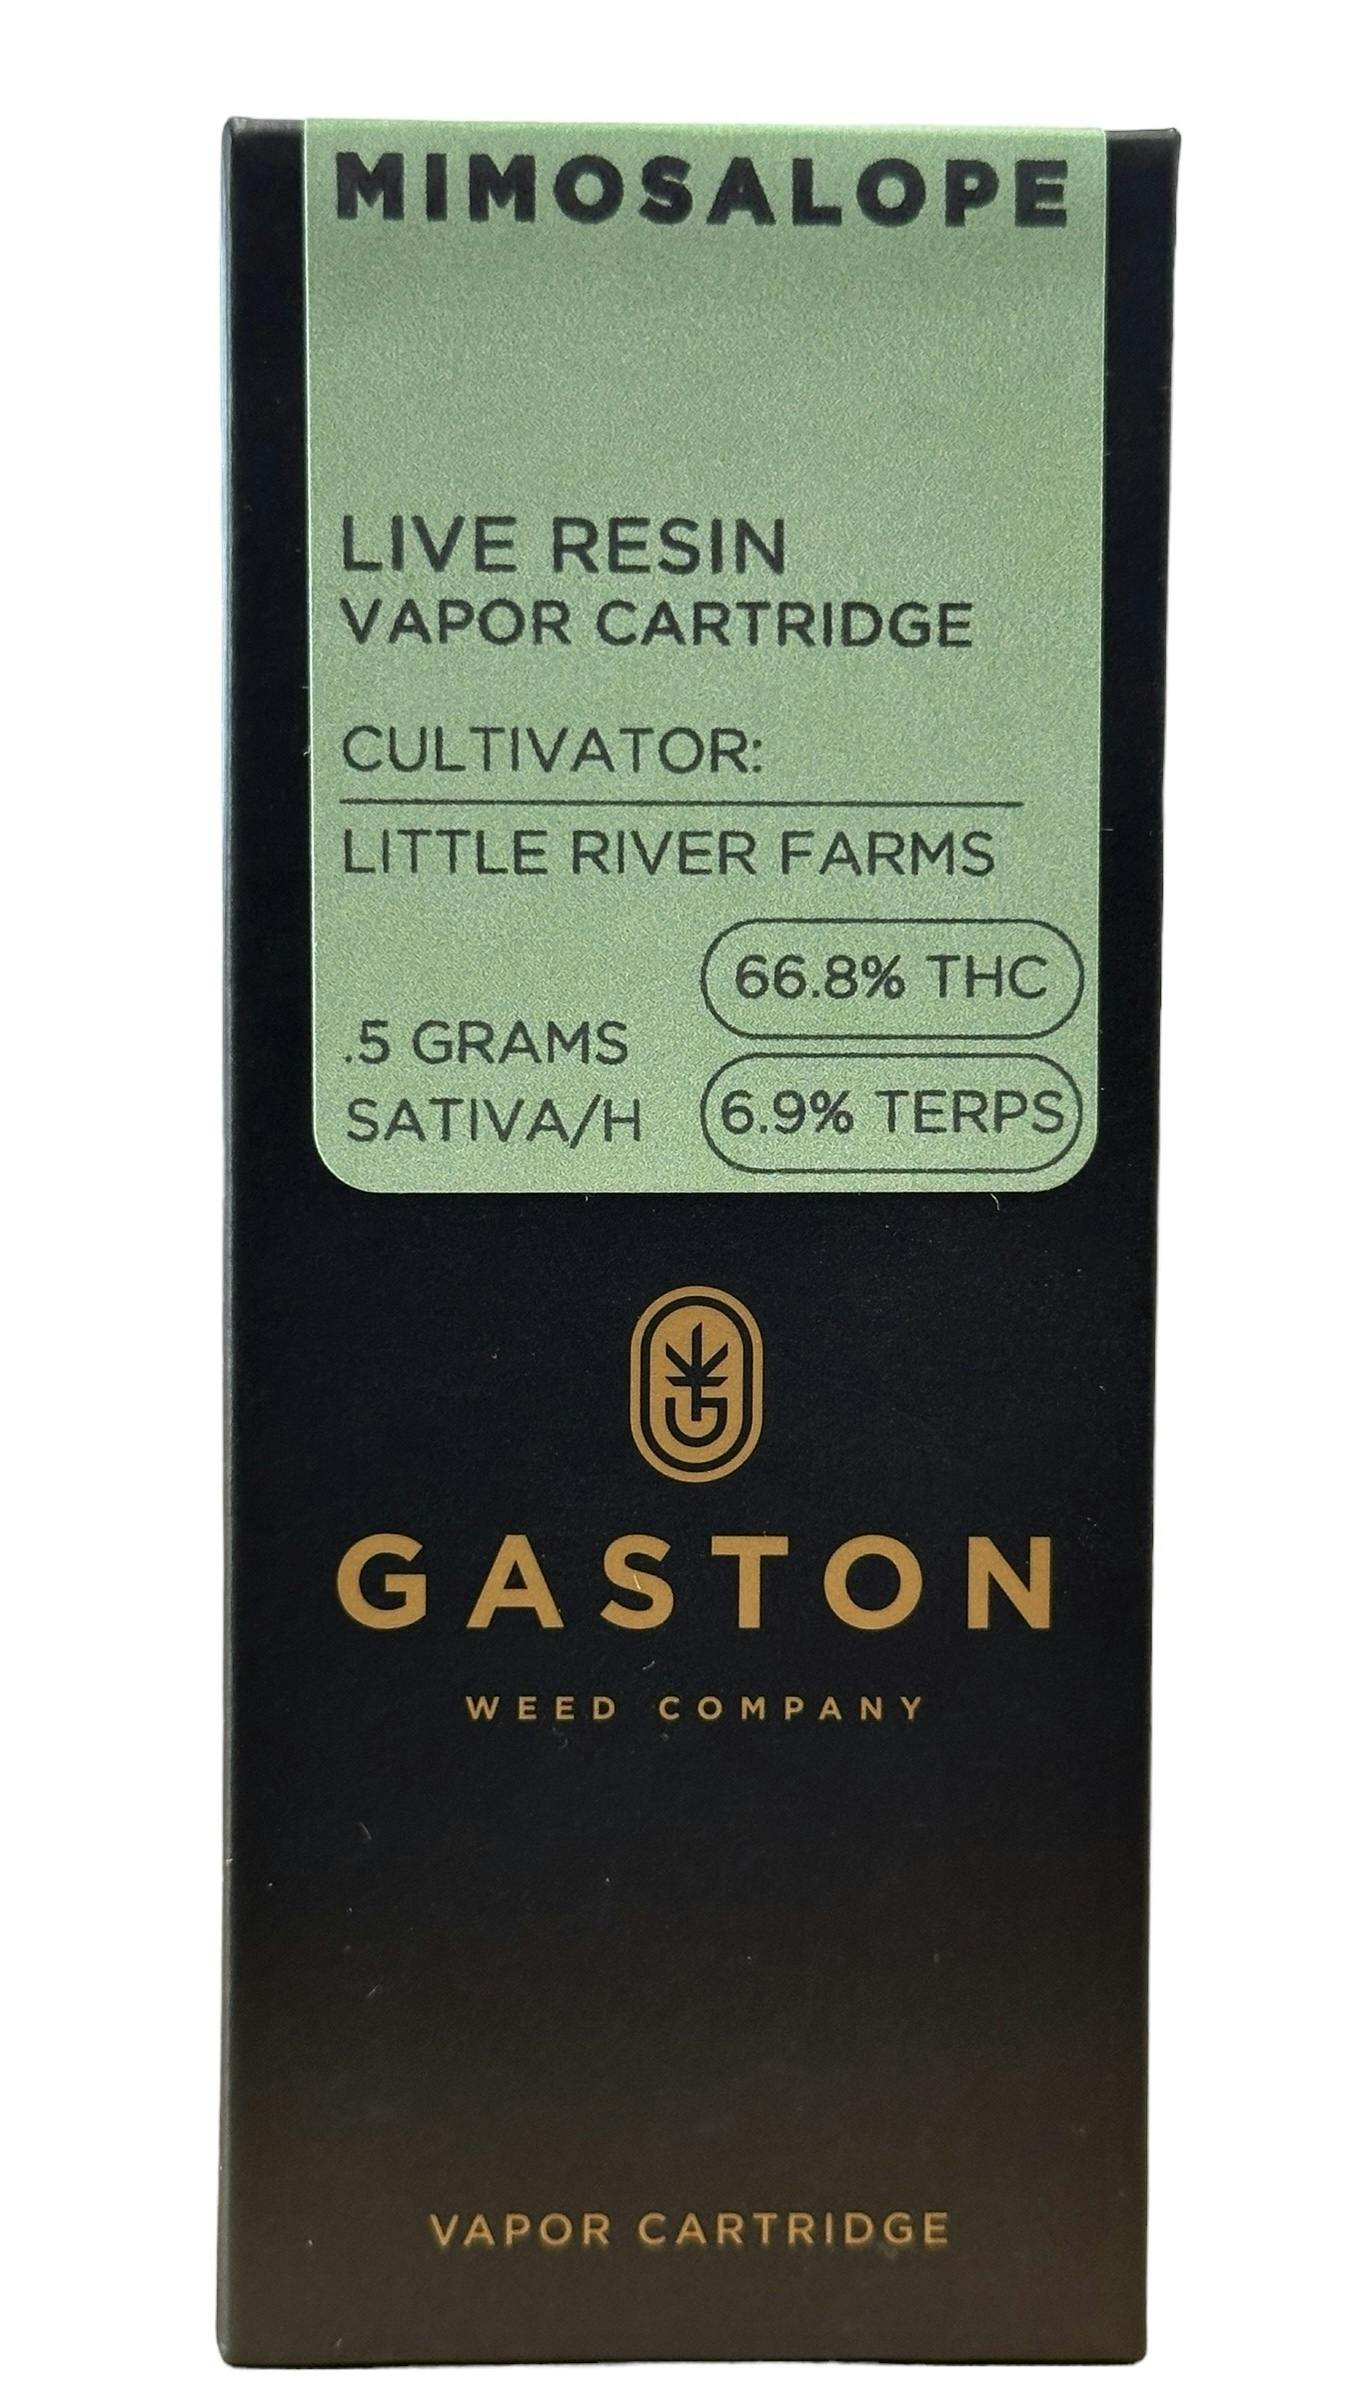 MIMOSALOPE
LIVE RESIN
VAPOR CARTRIDGE
CULTIVATOR:
LITTLE RIVER FARMS
66.8% THC
.5 GRAMS
SATIVA/H
6.9% TERPS
GASTON
WEED COMPANY
VAPOR CARTRIDGE